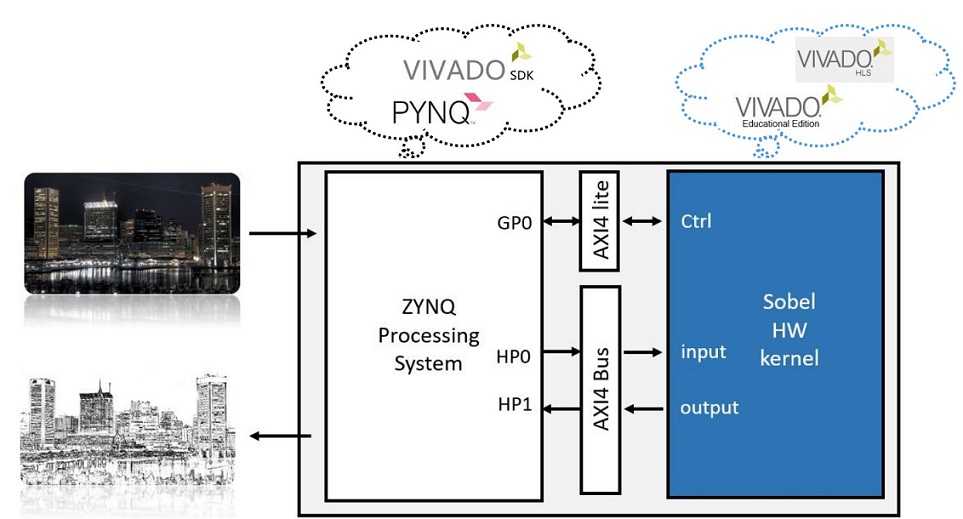 VIVADO SDK
PYNQ™
VIVADO.
HLS
VIVADO.
Educational Edition
GP0
AXI4 lite
Ctrl
ZYNQ
Processing
System
Sobel
HW
kernel
HP0
AXI4 Bus
input
HP1
output